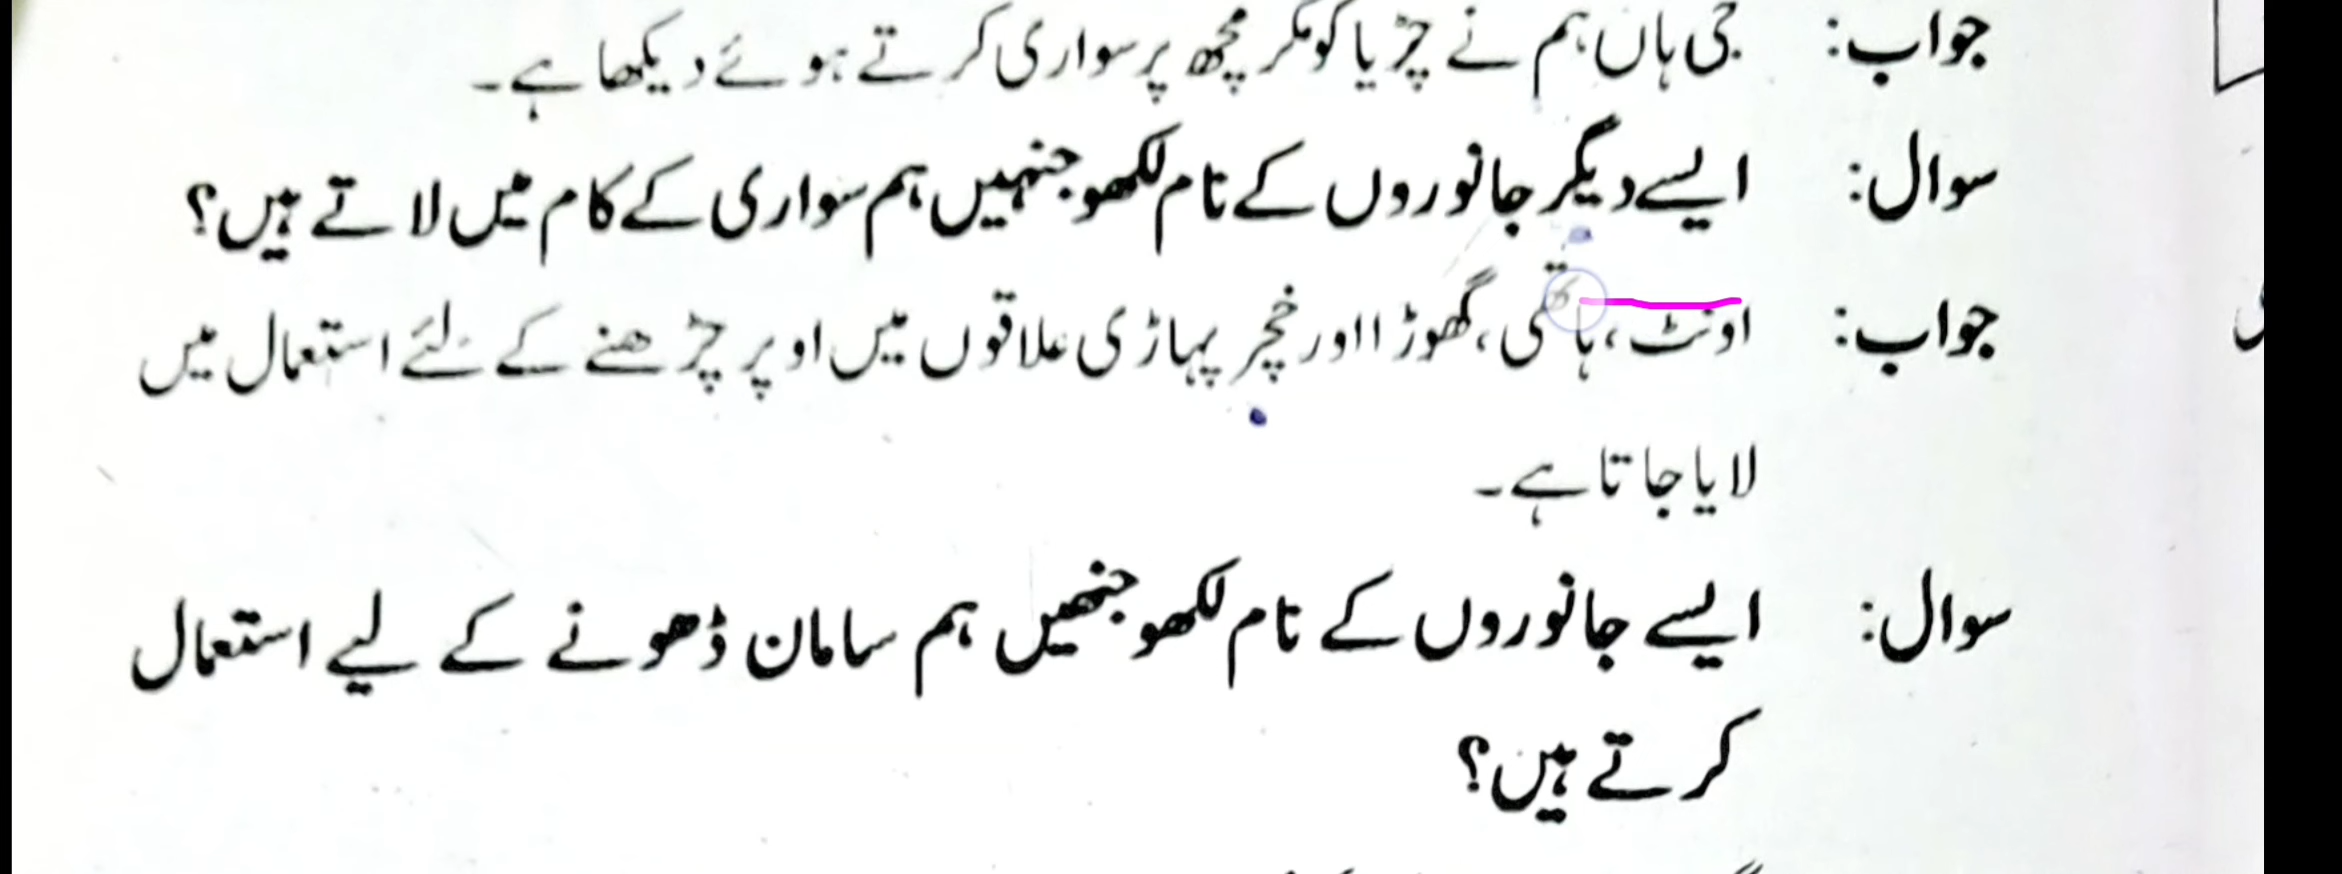 جواب: جی ہاں ہم نے چڑیا کو مگر مچھ پر سواری کرتے ہوئے دیکھا ہے۔
سوال: ایسے دیگر جانوروں کے نام لکھو جنہیں ہم سواری کے کام میں لاتے ہیں؟
جواب: اونٹ، ہاتھی، گھوڑا اور خچر پہاڑی علاقوں میں اوپر چڑھنے کے لئے استعمال میں
لایا جاتا ہے۔
سوال: ایسے جانوروں کے نام لکھو جنھیں ہم سامان ڈھونے کے لیے استعمال
کرتے ہیں؟